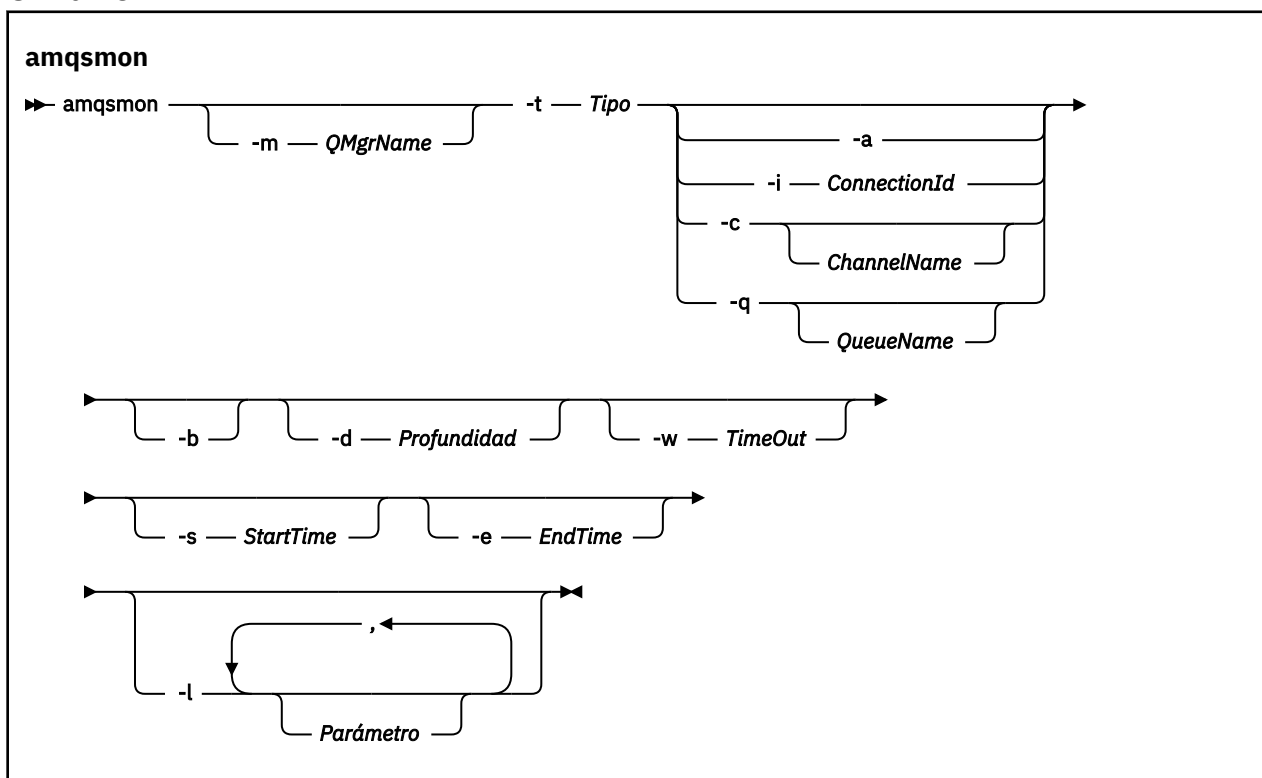 amqsmon
amqsmon -t Tipo
-m QMgrName
-a
-i ConnectionId
-c
ChannelName
-q
QueueName
-b -d Profundidad -w TimeOut
-s StartTime -e EndTime
,
-l
Parámetro